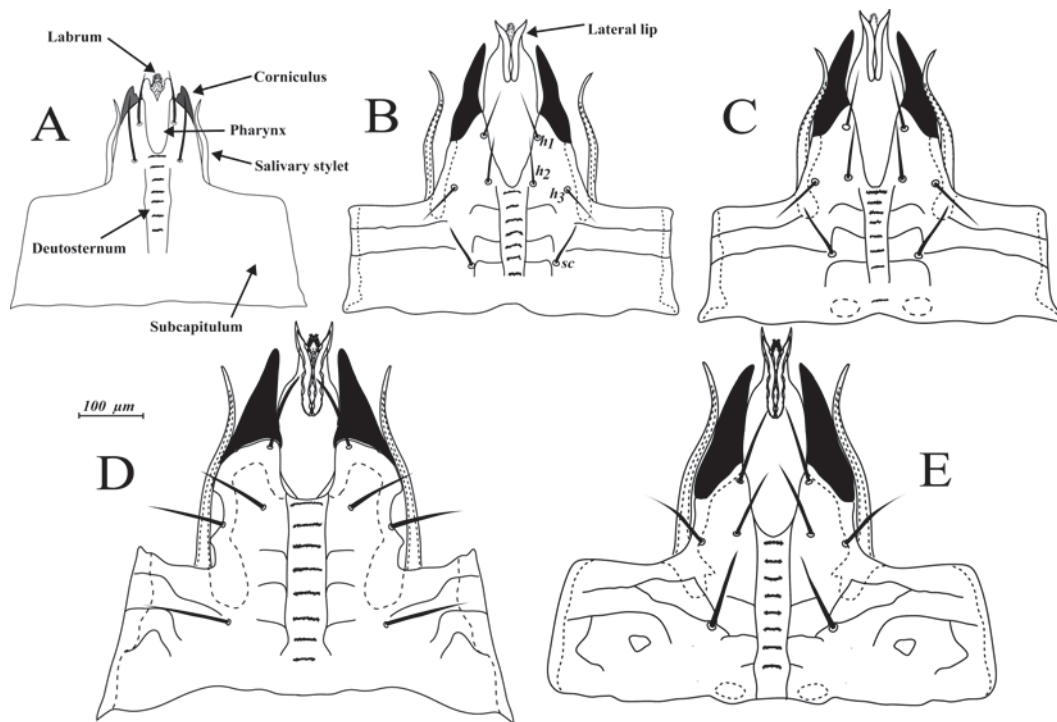 Labrum
Lateral lip
Corniculus
A
B
C
Pharynx
h1
Salivary stylet
h2
h3
Deutosternum
sc
Subcapitulum
100 µm
D
E